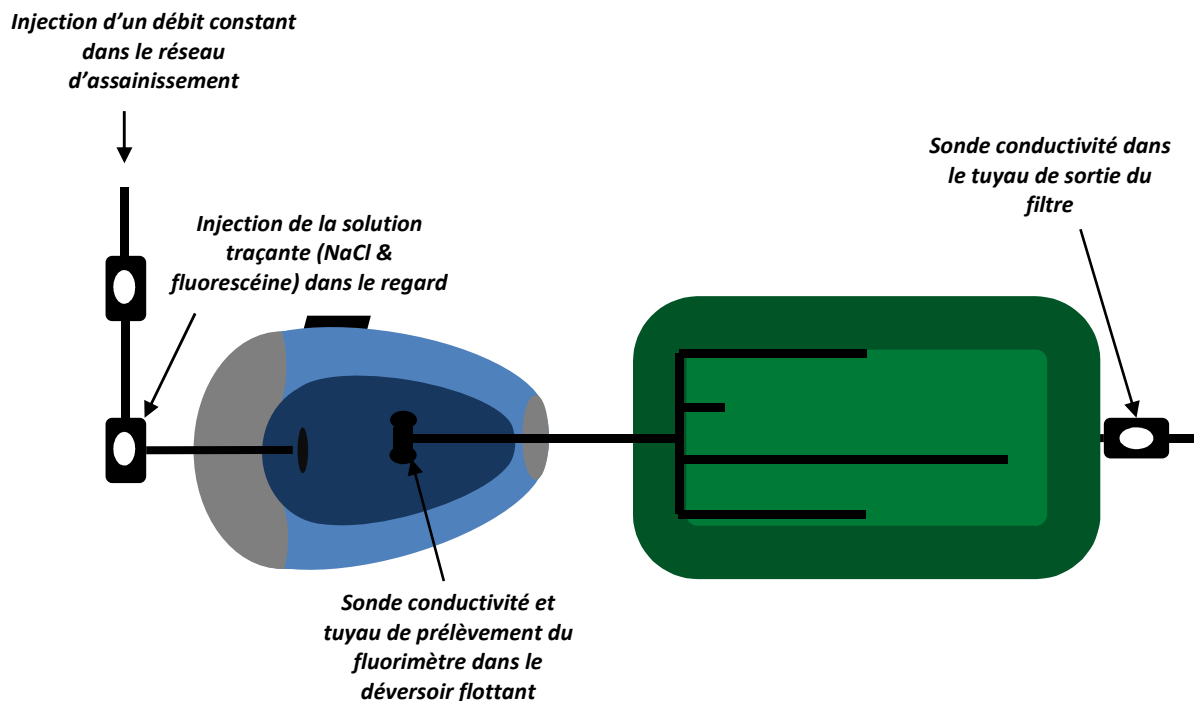 Injection d’un débit constant
dans le réseau
d’assainissement
Injection de la solution
traçante (NaCl &
fluorescéine) dans le regard
Sonde conductivité dans
le tuyau de sortie du
filtre
Sonde conductivité et
tuyau de prélèvement du
fluorimètre dans le
déversoir flottant